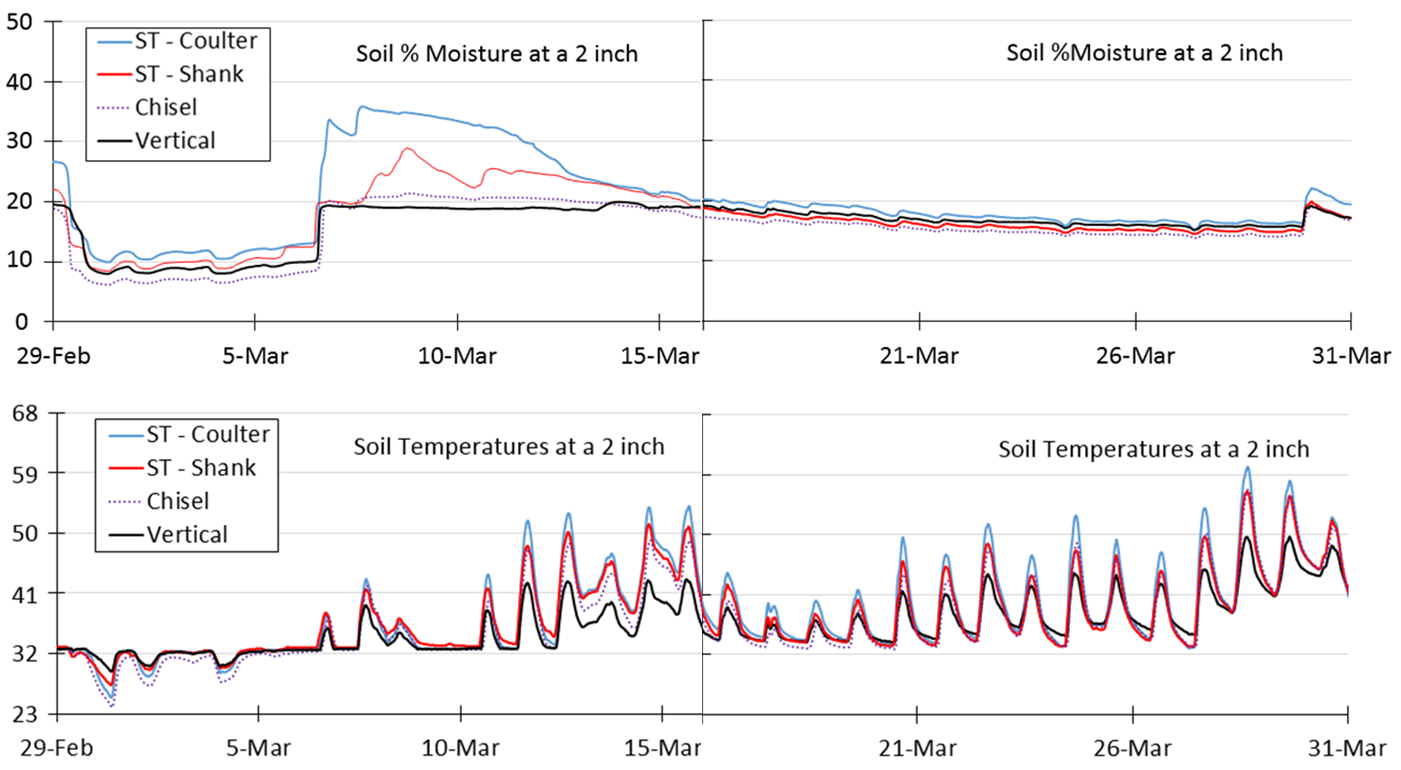 50
Soil % Moisture at a 2 inch
Soil %Moisture at a 2 inch
ST - Coulter
ST - Shank
Chisel
Vertical
40
30
20
10
0
29-Feb 5-Mar 10-Mar 15-Mar 21-Mar 26-Mar 31-Mar
68
Soil Temperatures at a 2 inch
Soil Temperatures at a 2 inch
ST - Coulter
ST - Shank
Chisel
Vertical
59
50
41
32
23
29-Feb 5-Mar 10-Mar 15-Mar 21-Mar 26-Mar 31-Mar